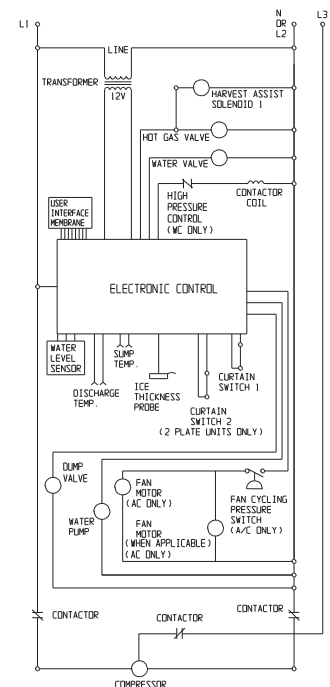 L1
N
OR
L2
L3
LINE
TRANSFORMER
12V
HARVEST ASSIST
SOLENOID 1
HOT GAS VALVE
WATER VALVE
HIGH
PRESSURE
CONTROL
(WC ONLY)
CONTACTOR
COIL
USER
INTERFACE
MEMBRANE
ELECTRONIC CONTROL
WATER
LEVEL
SENSOR
SUMP
TEMP.
DISCHARGE
TEMP.
ICE
THICKNESS
PROBE
CURTAIN
SWITCH 1
CURTAIN
SWITCH 2
(2 PLATE UNITS ONLY)
DUMP
VALVE
WATER
PUMP
FAN
MOTOR
(AC ONLY)
FAN
MOTOR
(WHEN APPLICABLE)
(AC ONLY)
FAN CYCLING
PRESSURE
SWITCH
(A/C ONLY)
CONTACTOR
CONTACTOR
CONTACTOR
COMPRESSOR